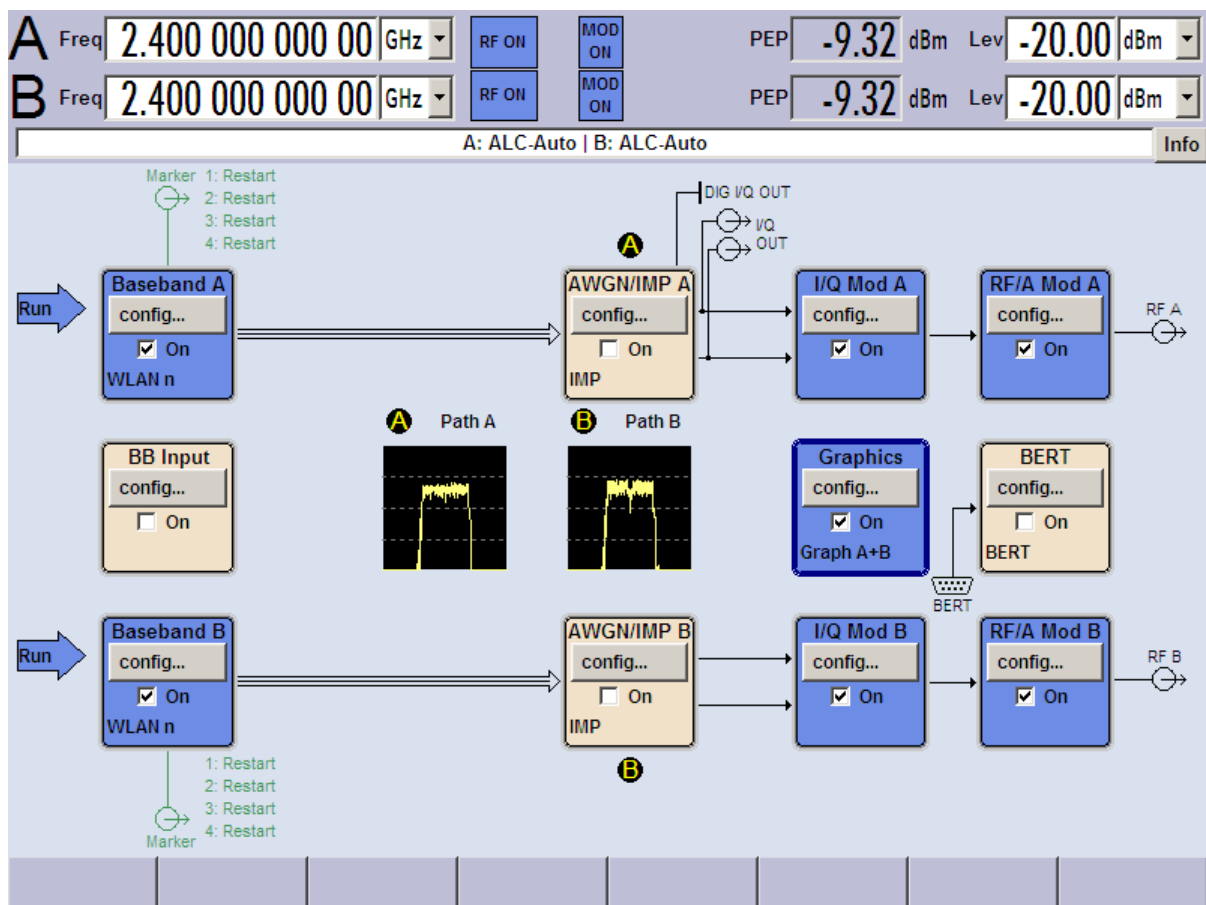 A Freq 2.400 000 000 00 GHz RF ON MOD ON PEP -9.32 dBm Lev -20.00 dBm
B Freq 2.400 000 000 00 GHz RF ON MOD ON PEP -9.32 dBm Lev -20.00 dBm
A: ALC-Auto | B: ALC-Auto Info
Marker 1: Restart
2: Restart
3: Restart
4: Restart
DIG I/Q OUT
I/Q
OUT
A
Run
Baseband A
config...
On
WLAN n
AWGN/IMP A
config...
On
IMP
I/Q Mod A
config...
On
RF/A Mod A
config...
On
RF A
A Path A
B Path B
BB Input
config...
On
Graphics
config...
On
Graph A+B
BERT
config...
On
BERT
BERT
Run
Baseband B
config...
On
WLAN n
AWGN/IMP B
config...
On
IMP
I/Q Mod B
config...
On
RF/A Mod B
config...
On
RF B
B
1: Restart
2: Restart
3: Restart
Marker 4: Restart